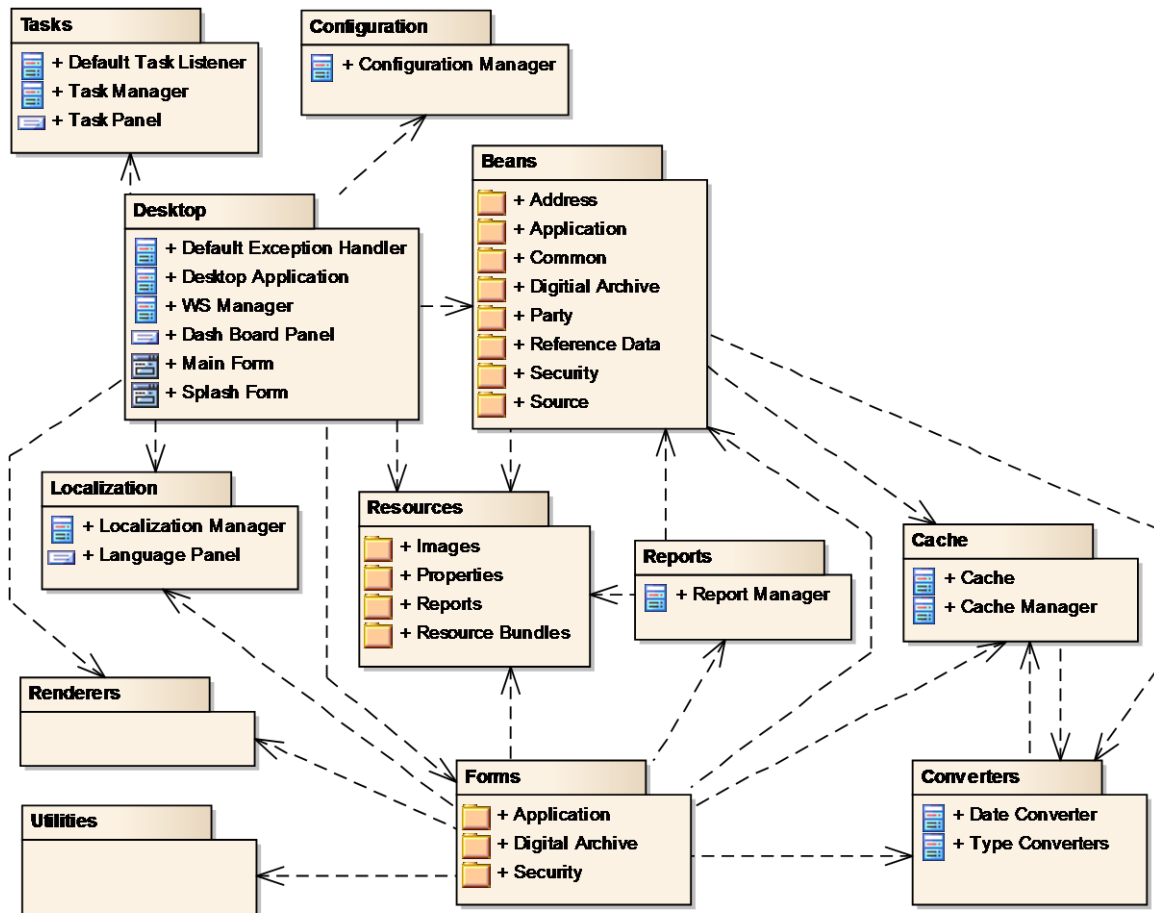 Tasks
+ Default Task Listener
+ Task Manager
+ Task Panel
Configuration
+ Configuration Manager
Beans
+ Address
+ Application
+ Common
+ Digitial Archive
+ Party
+ Reference Data
+ Security
+ Source
Desktop
+ Default Exception Handler
+ Desktop Application
+ WS Manager
+ Dash Board Panel
+ Main Form
+ Splash Form
Localization
+ Localization Manager
+ Language Panel
Resources
+ Images
+ Properties
+ Reports
+ Resource Bundles
Reports
+ Report Manager
Cache
+ Cache
+ Cache Manager
Renderers
Utilities
Forms
+ Application
+ Digital Archive
+ Security
Converters
+ Date Converter
+ Type Converters